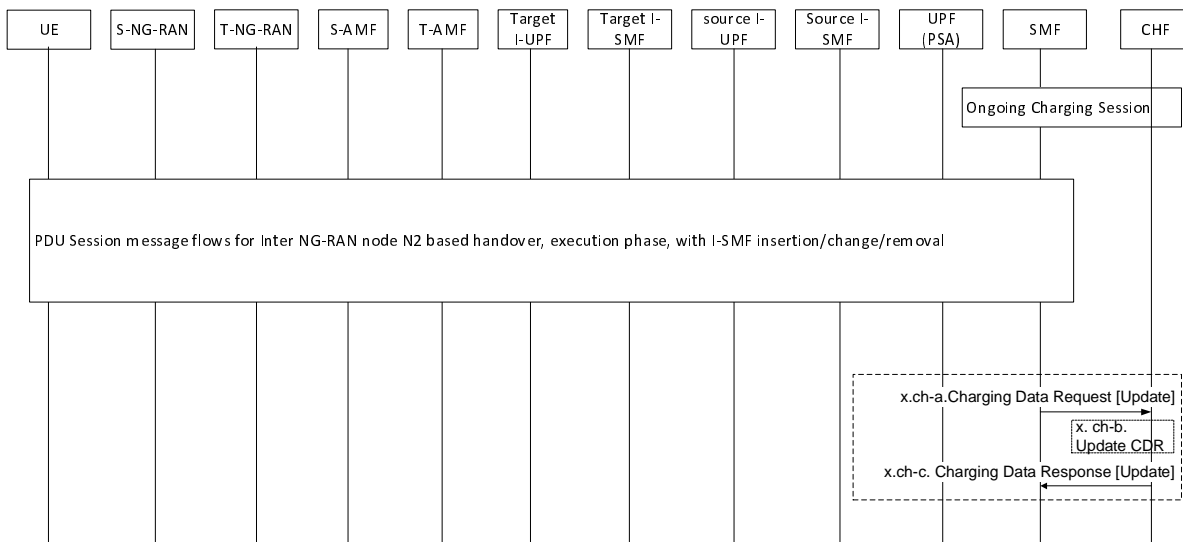 UE
S-NG-RAN
T-NG-RAN
S-AMF
T-AMF
Target
I-UPF
Target I-
SMF
source I-
UPF
Source I-
SMF
UPF
(PSA)
SMF
CHF
Ongoing Charging Session
PDU Session message flows for Inter NG-RAN node N2 based handover, execution phase, with I-SMF insertion/change/removal
x.ch-a.Charging Data Request [Update]
x. ch-b.
Update CDR
x.ch-c. Charging Data Response [Update]